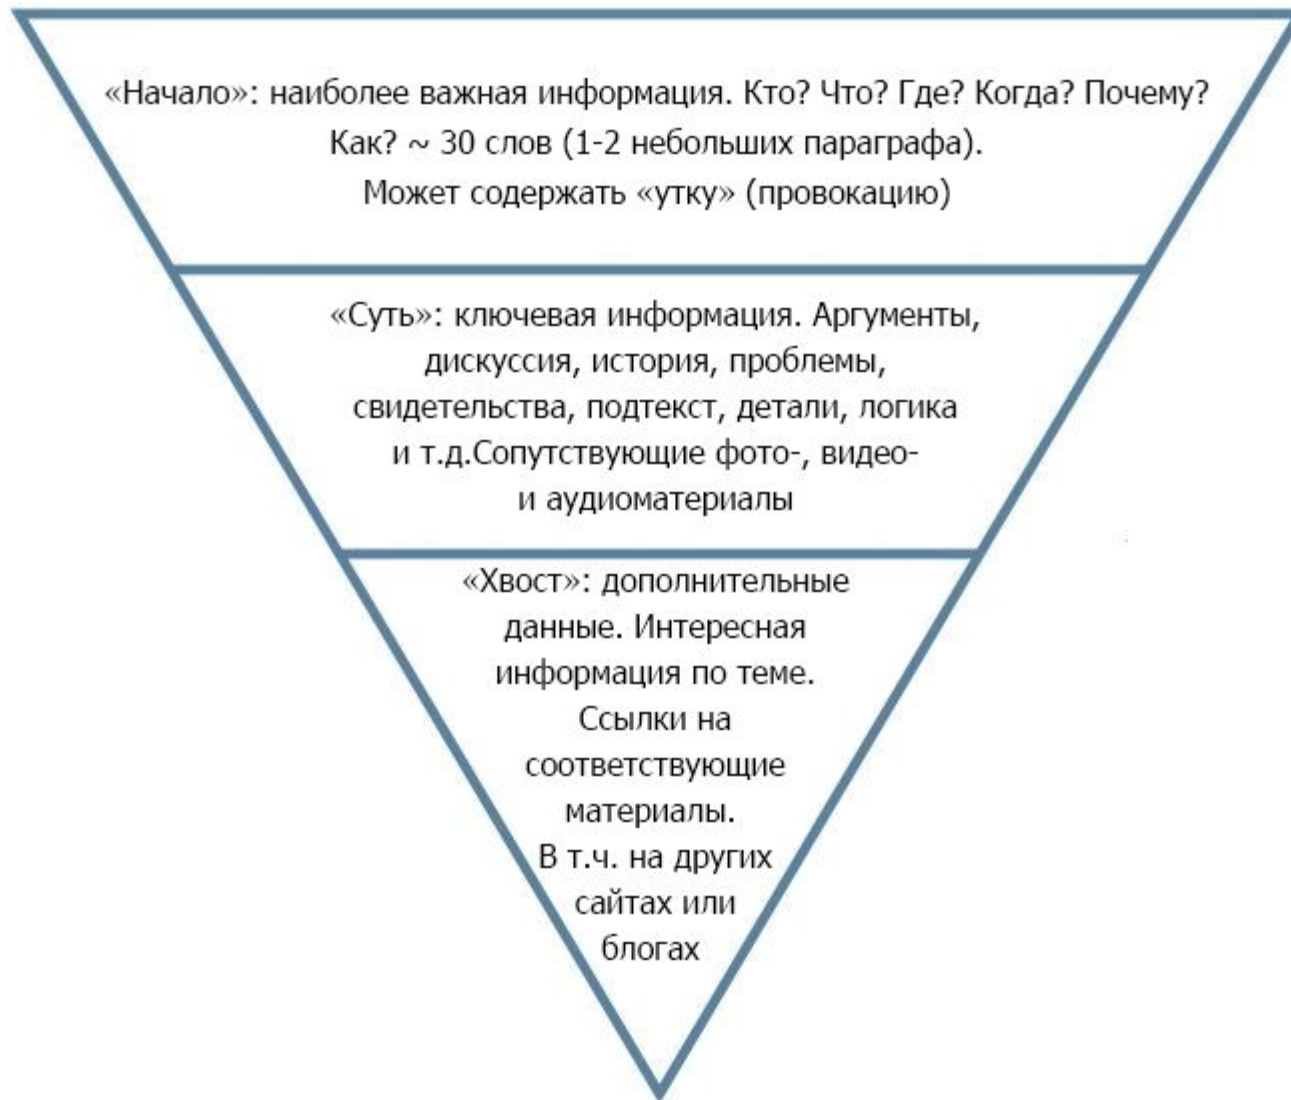 «Начало»: наиболее важная информация. Кто? Что? Где? Когда? Почему?
Как? ~ 30 слов (1-2 небольших параграфа).
Может содержать «утку» (провокацию)
«Суть»: ключевая информация. Аргументы,
дискуссия, история, проблемы,
свидетельства, подтекст, детали, логика
и т.д.Сопутствующие фото-, видео-
и аудиоматериалы
«Хвост»: дополнительные
данные. Интересная
информация по теме.
Ссылки на
соответствующие
материалы.
В т.ч. на других
сайтах или
блогах